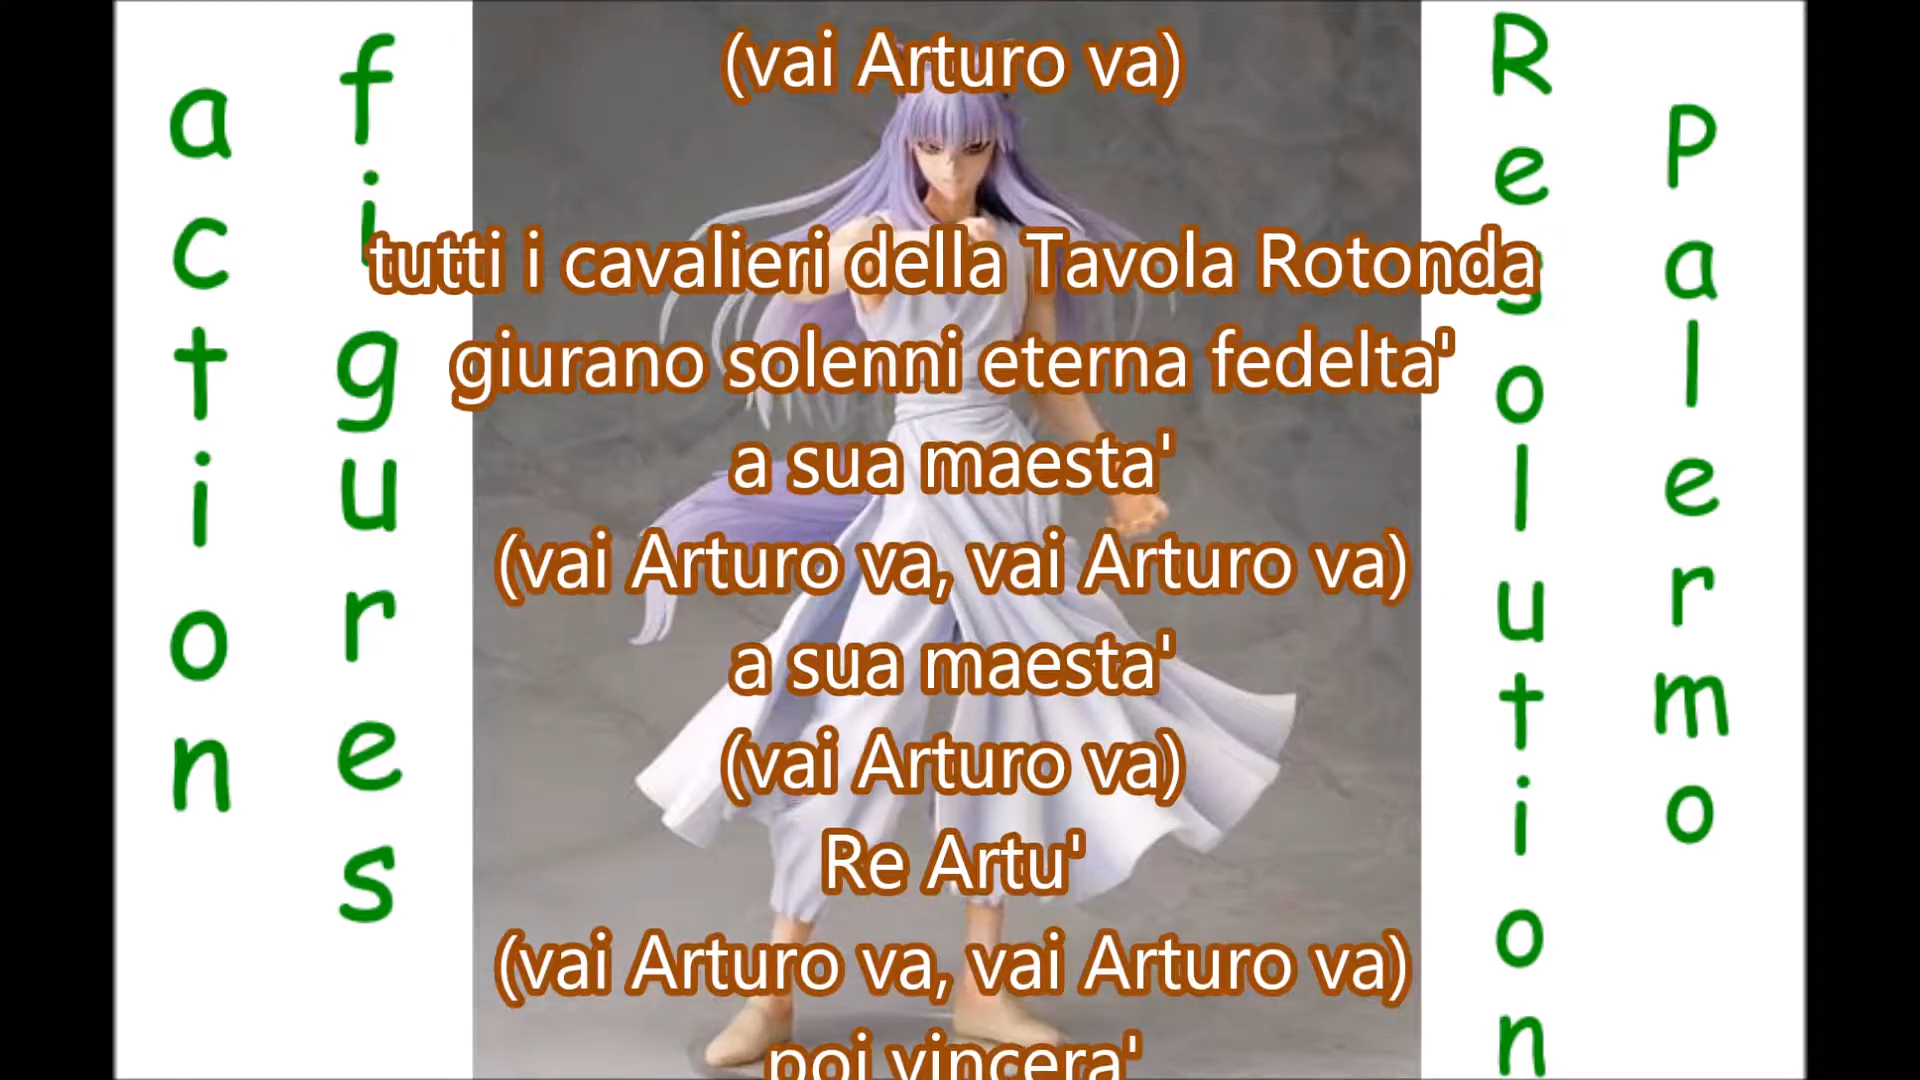 action
figures
(vai Arturo va)
tutti i cavalieri della Tavola Rotonda
giurano solenni eterna fedelta'
a sua maesta'
(vai Arturo va, vai Arturo va)
a sua maesta'
(vai Arturo va)
Re Artu'
(vai Arturo va, vai Arturo va)
poi vincera'
Regolution
Palermo